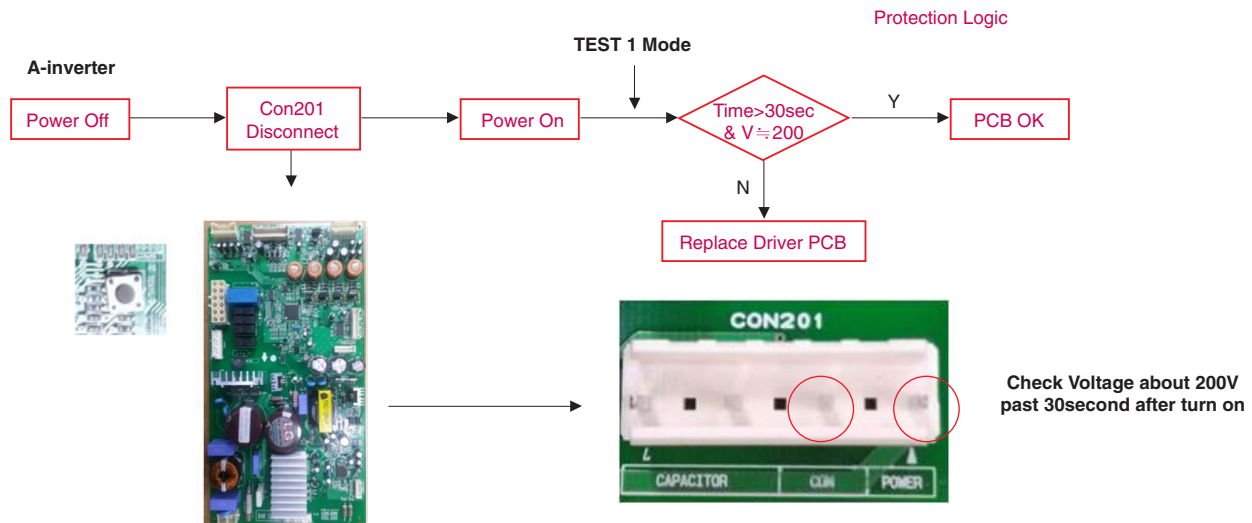 Protection Logic
TEST 1 Mode
A-inverter
Power Off
Con201
Disconnect
Power On
Time>30sec
& V≒200
Y
PCB OK
N
Replace Driver PCB
CON201
CAPACITOR
COM
POWER
Check Voltage about 200V
past 30second after turn on